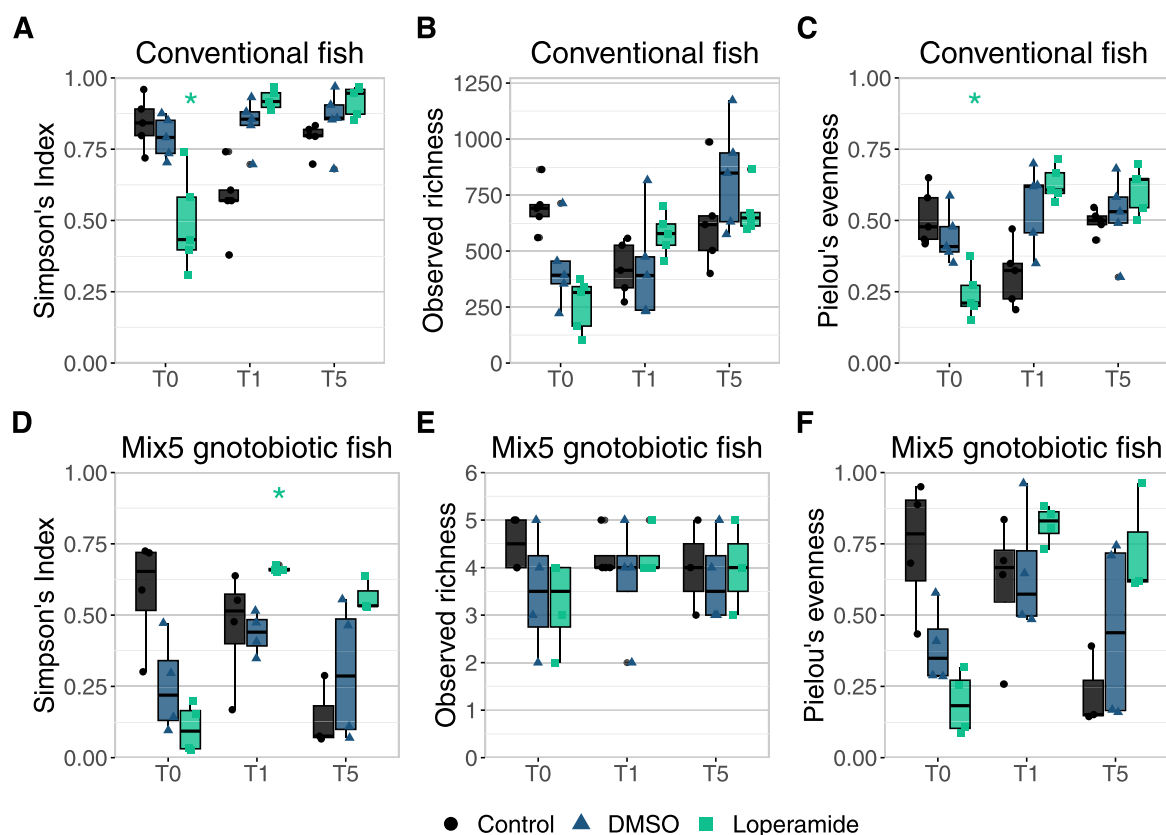 A
Conventional fish
Simpson's Index
1.00
0.75
0.50
0.25
0.00
*
T0 T1 T5
B
Conventional fish
Observed richness
1250
1000
750
500
250
0
T0 T1 T5
C
Conventional fish
Pielou's evenness
1.00
0.75
0.50
0.25
0.00
*
T0 T1 T5
D
Mix5 gnotobiotic fish
Simpson's Index
1.00
0.75
0.50
0.25
0.00
*
T0 T1 T5
E
Mix5 gnotobiotic fish
Observed richness
6
5
4
3
2
1
0
T0 T1 T5
F
Mix5 gnotobiotic fish
Pielou's evenness
1.00
0.75
0.50
0.25
0.00
T0 T1 T5
Control DMSO Loperamide